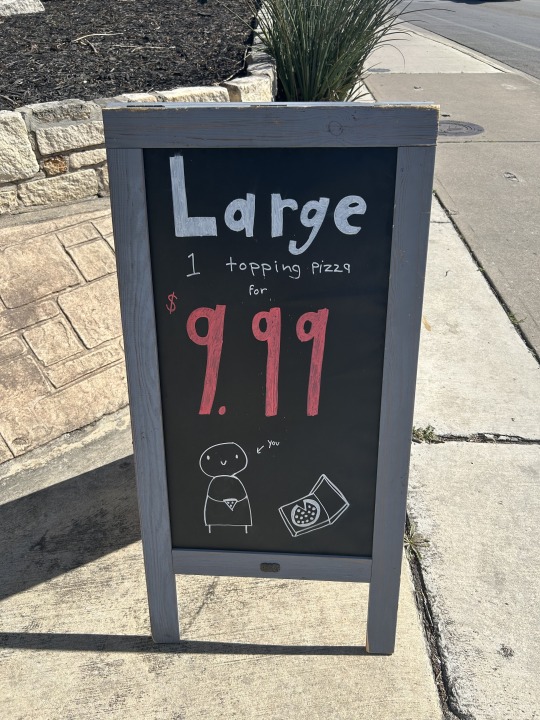 Large
1 topping pizza
for
$9.99
← you